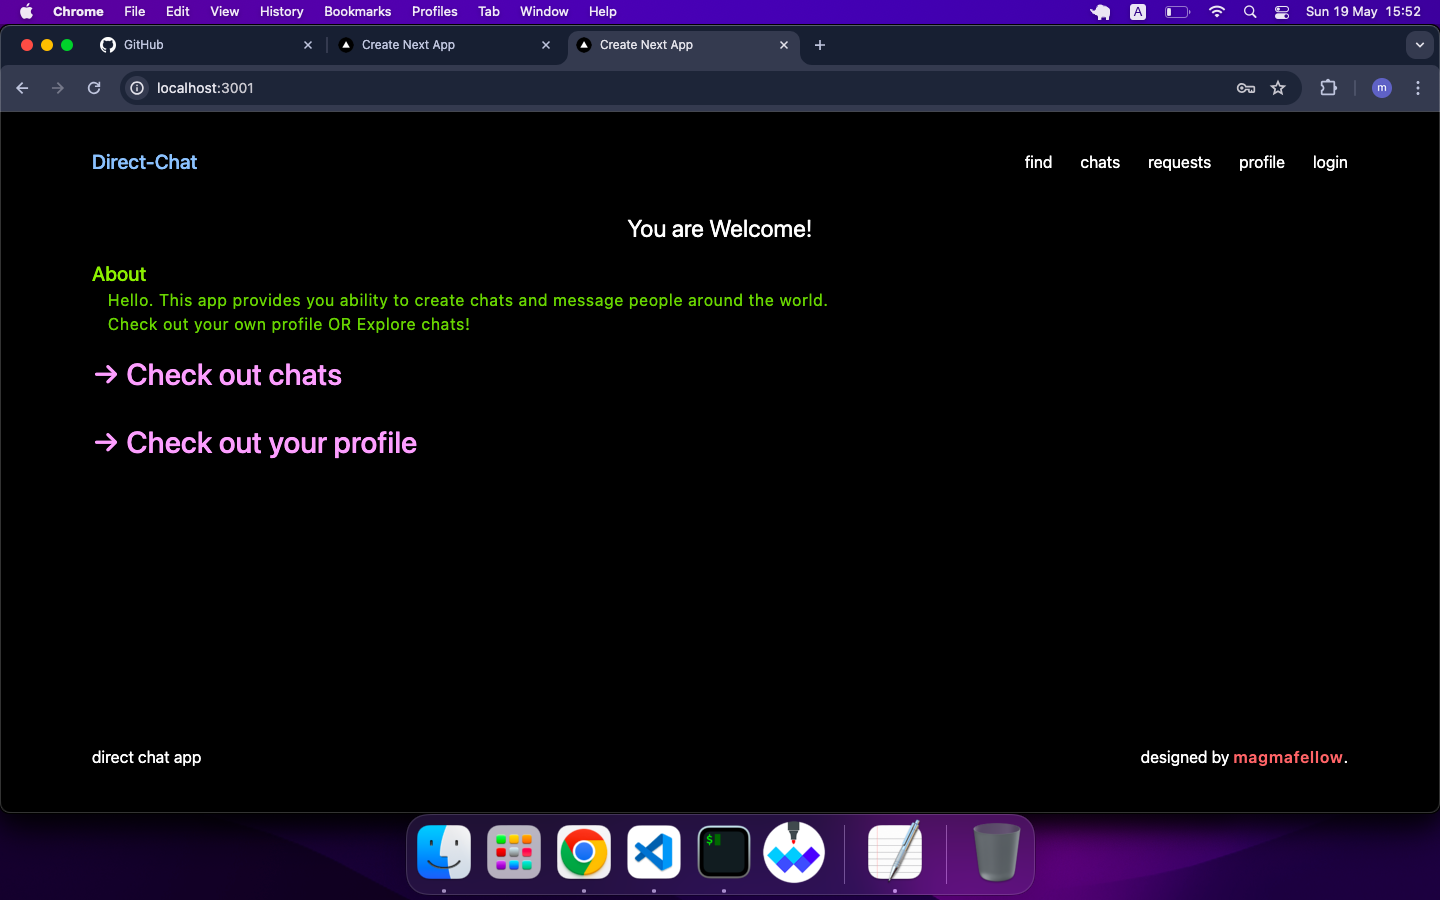 Chrome File Edit View History Bookmarks Profiles Tab Window Help A Sun 19 May 15:52
GitHub Create Next App Create Next App
localhost:3001 m
Direct-Chat find chats requests profile login
You are Welcome!
About
Hello. This app provides you ability to create chats and message people around the world.
Check out your own profile OR Explore chats!
→ Check out chats
→ Check out your profile
direct chat app designed by magmafellow.
$